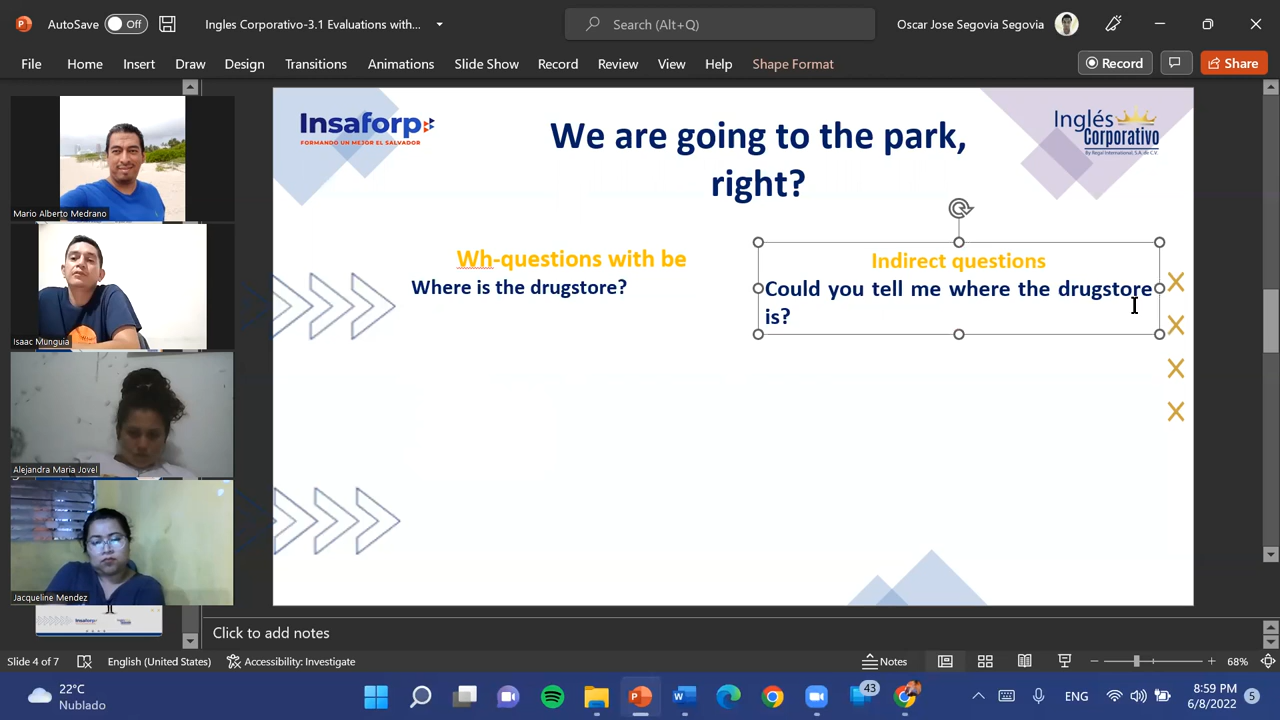 AutoSave Off Ingles Corporativo-3.1 Evaluations with... Search (Alt+Q) Oscar Jose Segovia Segovia
File Home Insert Draw Design Transitions Animations Slide Show Record Review View Help Shape Format Record Share
Mario Alberto Medrano
Isaac Munguia
Alejandra Maria Jovel
Jacqueline Mendez
Insaforp
FORMANDO UN MEJOR EL SALVADOR
We are going to the park,
right?
Inglés
Corporativo
By Regal International, S.A. de C.V.
Wh-questions with be
Where is the drugstore?
Indirect questions
Could you tell me where the drugstore
is?
Click to add notes
Slide 4 of 7 English (United States) Accessibility: Investigate Notes 68%
22°C
Nublado
43
ENG
8:59 PM
6/8/2022
5